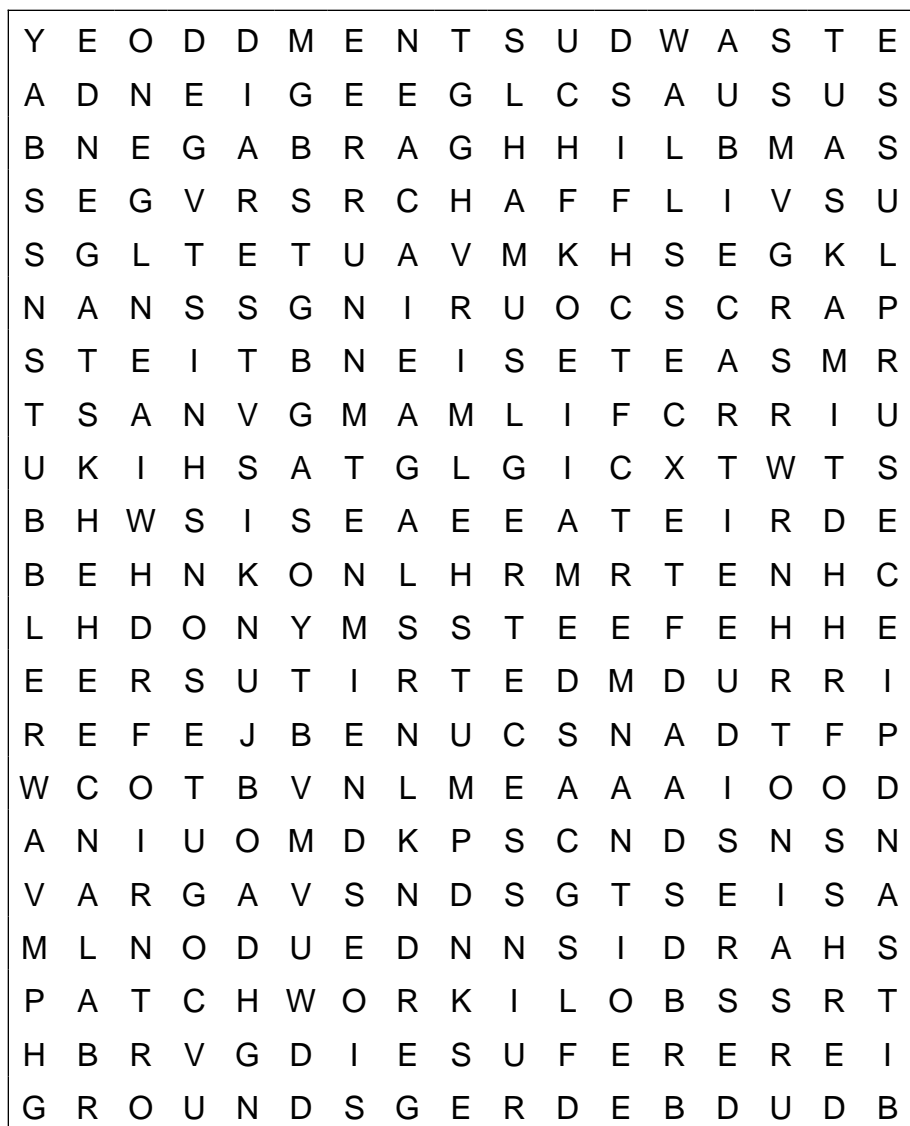 Y E O D D M E N T S U D W A S T E
A D N E I G E E G L C S A U S U S
B N E G A B R A G H H I L B M A S
S E G V R S R C H A F F L I V S U
S G L T E T U A V M K H S E G K L
N A N S S G N I R U O C S C R A P
S T E I T B N E I S E T E A S M R
T S A N V G M A M L I F C R R I U
U K I H S A T G L G I C X T W T S
B H W S I S E A E E A T E I R D E
B E H N K O N L H R M R T E N H C
L H D O N Y M S S T E E F E H H E
E E R S U T I R T E D M D U R R I
R E F E J B E N U C S N A D T F P
W C O T B V N L M E A A A I O O D
A N I U O M D K P S C N D S N S N
V A R G A V S N D S G T S E I S A
M L N O D U E D N N S I D R A H S
P A T C H W O R K I L O B S S R T
H B R V G D I E S U F E R E R E I
G R O U N D S G E R D E B D U D B